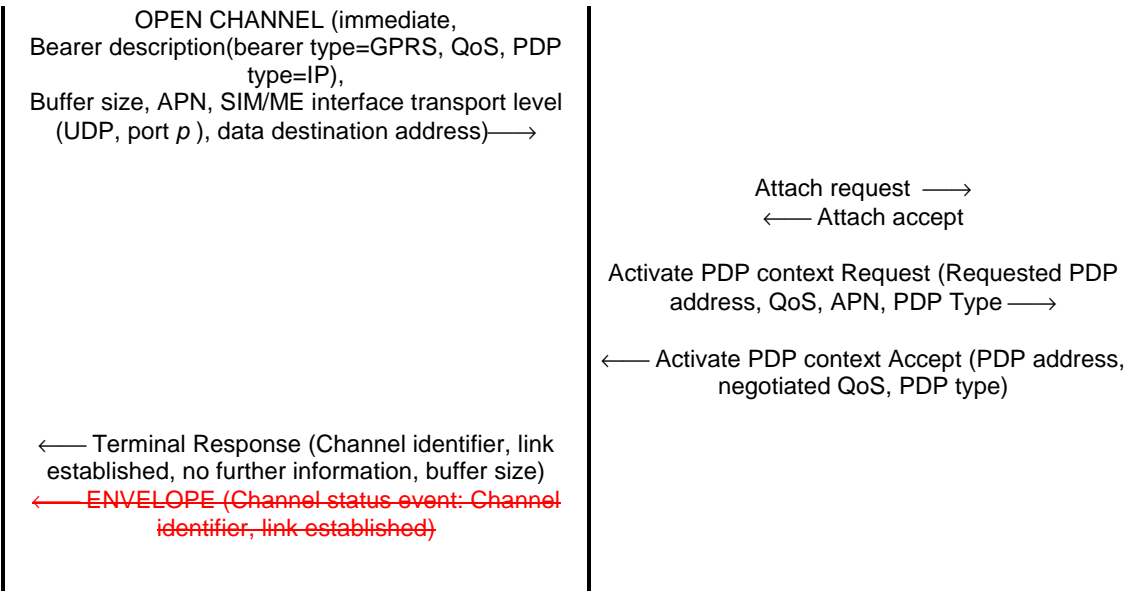 OPEN CHANNEL (immediate,
Bearer description(bearer type=GPRS, QoS, PDP
type=IP),
Buffer size, APN, SIM/ME interface transport level
(UDP, port p ), data destination address)⟶
Attach request ⟶
⟵ Attach accept
Activate PDP context Request (Requested PDP
address, QoS, APN, PDP Type ⟶
⟵ Activate PDP context Accept (PDP address,
negotiated QoS, PDP type)
⟵ Terminal Response (Channel identifier, link
established, no further information, buffer size)
⟵ ENVELOPE (Channel status event: Channel
identifier, link established)